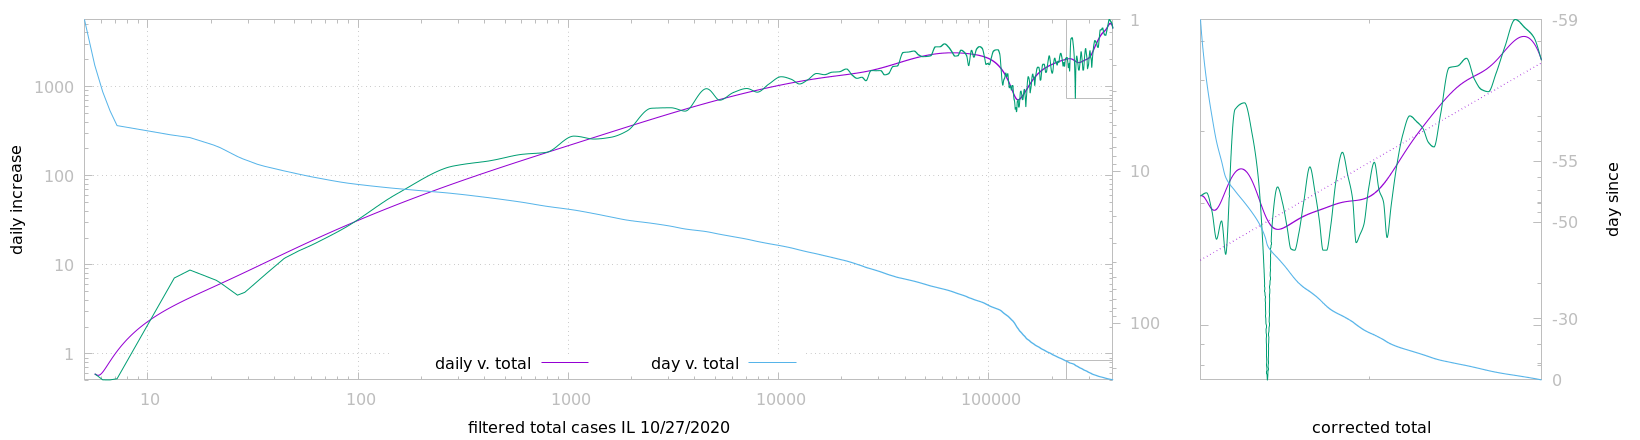 daily increase
1000
100
10
1
10
100
1000
10000
100000
daily v. total
day v. total
filtered total cases IL 10/27/2020
1
10
100
-59
-55
-50
-30
0
day since
corrected total